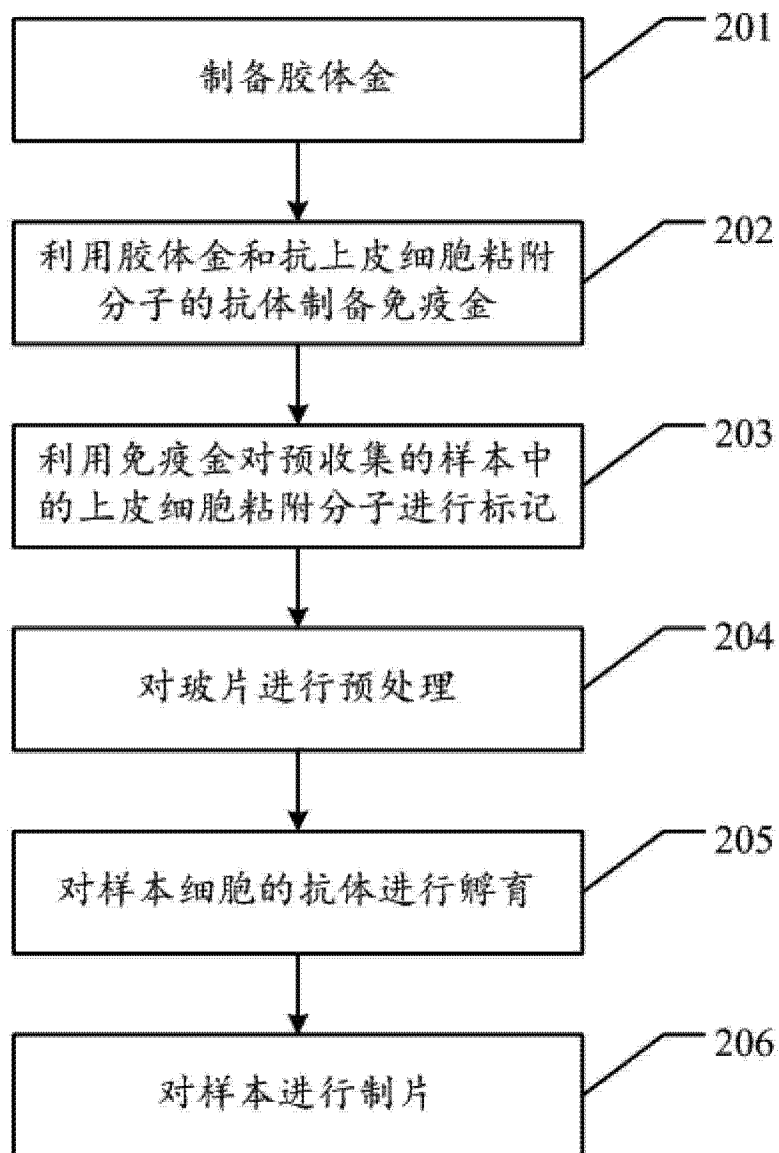 201
制备胶体金
202
利用胶体金和抗上皮细胞粘附
分子的抗体制备免疫金
203
利用免疫金对预收集的样本中
的上皮细胞粘附分子进行标记
204
对玻片进行预处理
205
对样本细胞的抗体进行孵育
206
对样本进行制片